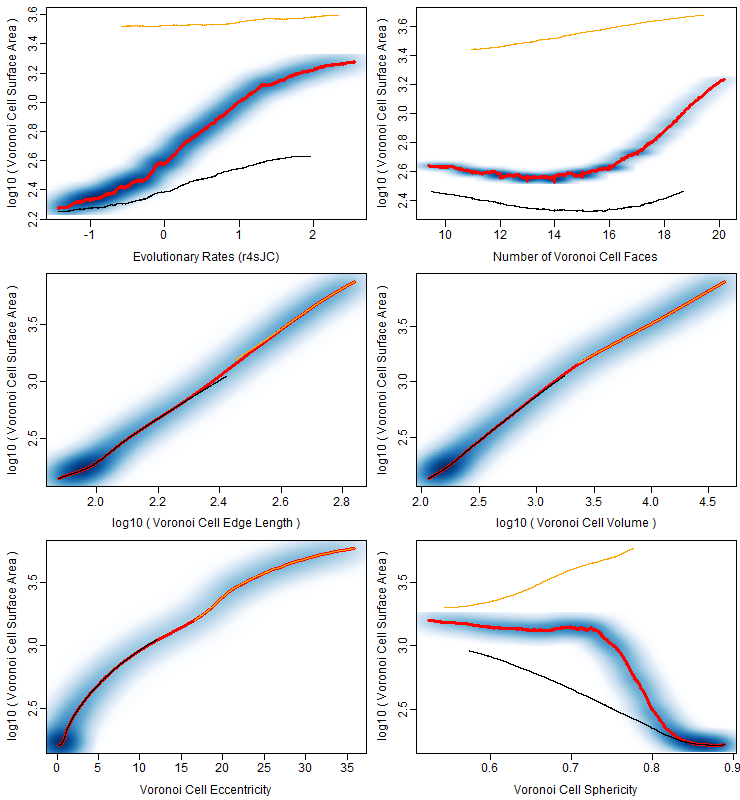 log10 ( Voronoi Cell Surface Area )
2.2 2.4 2.6 2.8 3.0 3.2 3.4 3.6
-1 0 1 2
Evolutionary Rates (r4sJC)
log10 ( Voronoi Cell Surface Area )
2.4 2.6 2.8 3.0 3.2 3.4 3.6
10 12 14 16 18 20
Number of Voronoi Cell Faces
log10 ( Voronoi Cell Surface Area )
2.5 3.0 3.5
2.0 2.2 2.4 2.6 2.8
log10 ( Voronoi Cell Edge Length )
log10 ( Voronoi Cell Surface Area )
2.5 3.0 3.5
2.0 2.5 3.0 3.5 4.0 4.5
log10 ( Voronoi Cell Volume )
log10 ( Voronoi Cell Surface Area )
2.5 3.0 3.5
0 5 10 15 20 25 30 35
Voronoi Cell Eccentricity
log10 ( Voronoi Cell Surface Area )
2.5 3.0 3.5
0.6 0.7 0.8 0.9
Voronoi Cell Sphericity